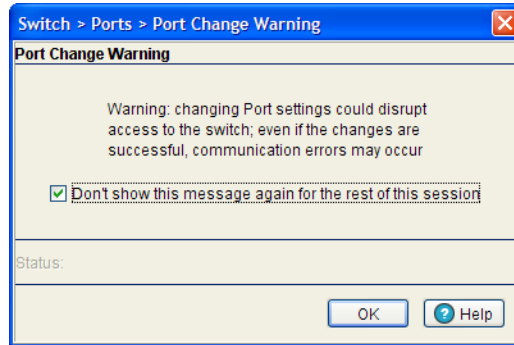 Switch > Ports > Port Change Warning
Port Change Warning
Warning: changing Port settings could disrupt
access to the switch; even if the changes are
successful, communication errors may occur
Don't show this message again for the rest of this session
Status:
OK
Help